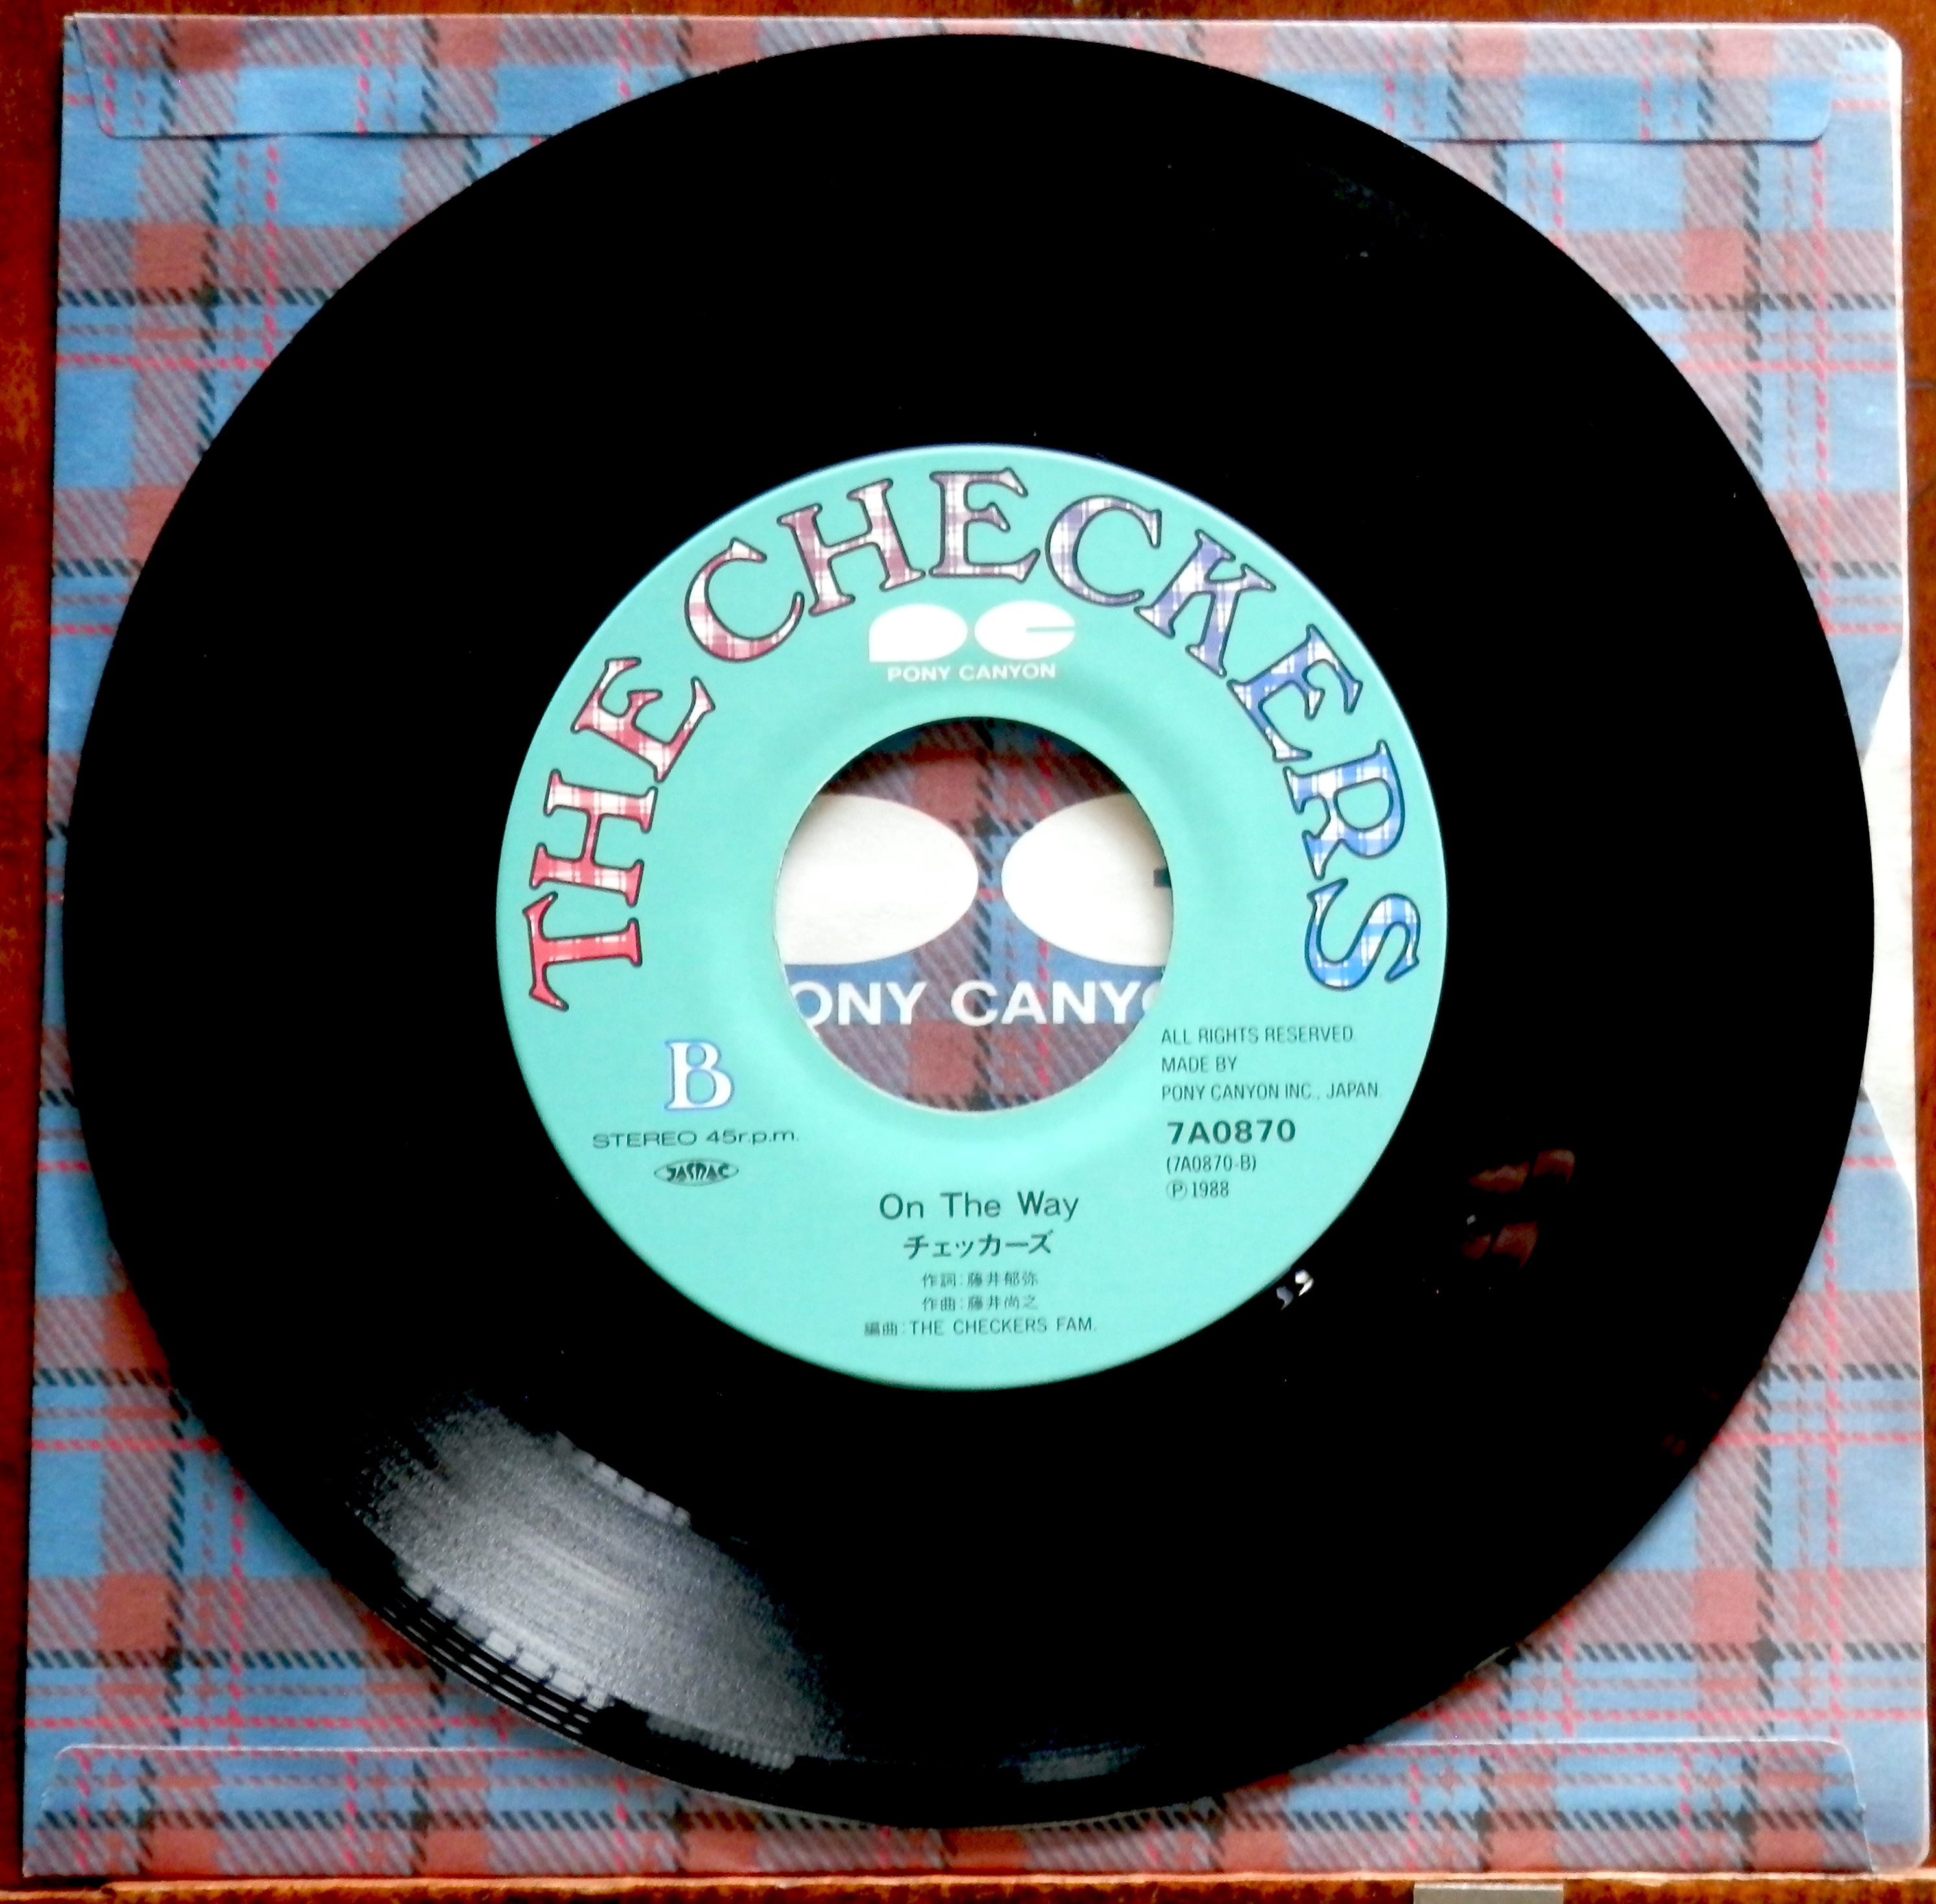 THE CHECKERS
PC
PONY CANYON
ONY CANY
B
STEREO 45r.p.m.
JASRAC
ALL RIGHTS RESERVED.
MADE BY
PONY CANYON INC., JAPAN.
7A0870
(7A0870-B)
Ⓟ1988
On The Way
チェッカーズ
作詞:藤井郁弥
作曲:藤井尚之
編曲:THE CHECKERS FAM.